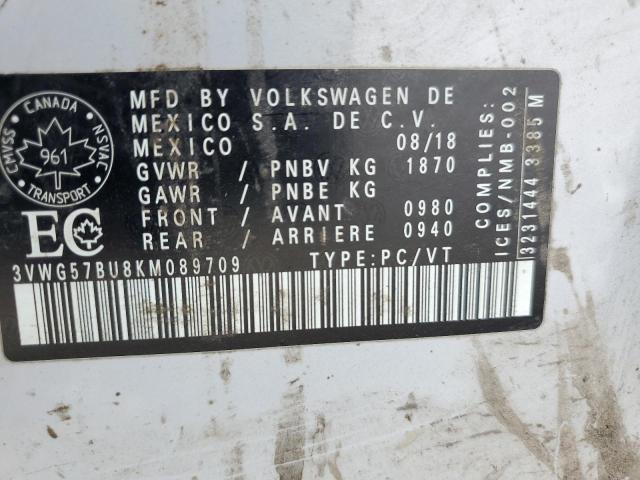 MFD BY VOLKSWAGEN DE
MEXICO S.A. DE C.V.
MEXICO 08/18
GVWR / PNBV KG 1870
GAWR / PNBE KG
FRONT / AVANT 0980
REAR / ARRIERE 0940
3VWG57BU8KM089709 TYPE:PC/VT
CANADA
CMVSS
NSVAC
961
TRANSPORT
EC
COMPLIES:
ICES/NMB-002
3231444 3385 M